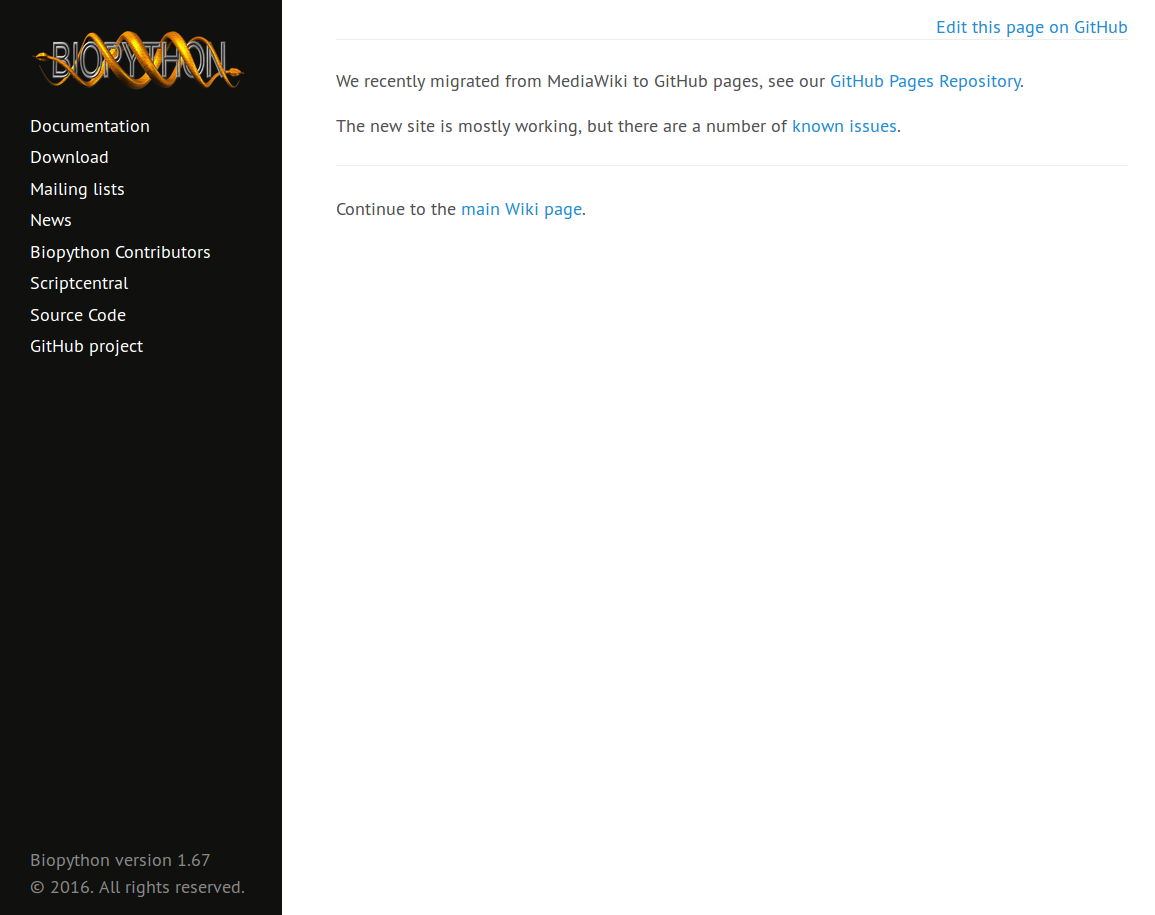 BIOPYTHON
Documentation
Download
Mailing lists
News
Biopython Contributors
Scriptcentral
Source Code
GitHub project
Biopython version 1.67
© 2016. All rights reserved.
Edit this page on GitHub
We recently migrated from MediaWiki to GitHub pages, see our GitHub Pages Repository.
The new site is mostly working, but there are a number of known issues.
Continue to the main Wiki page.